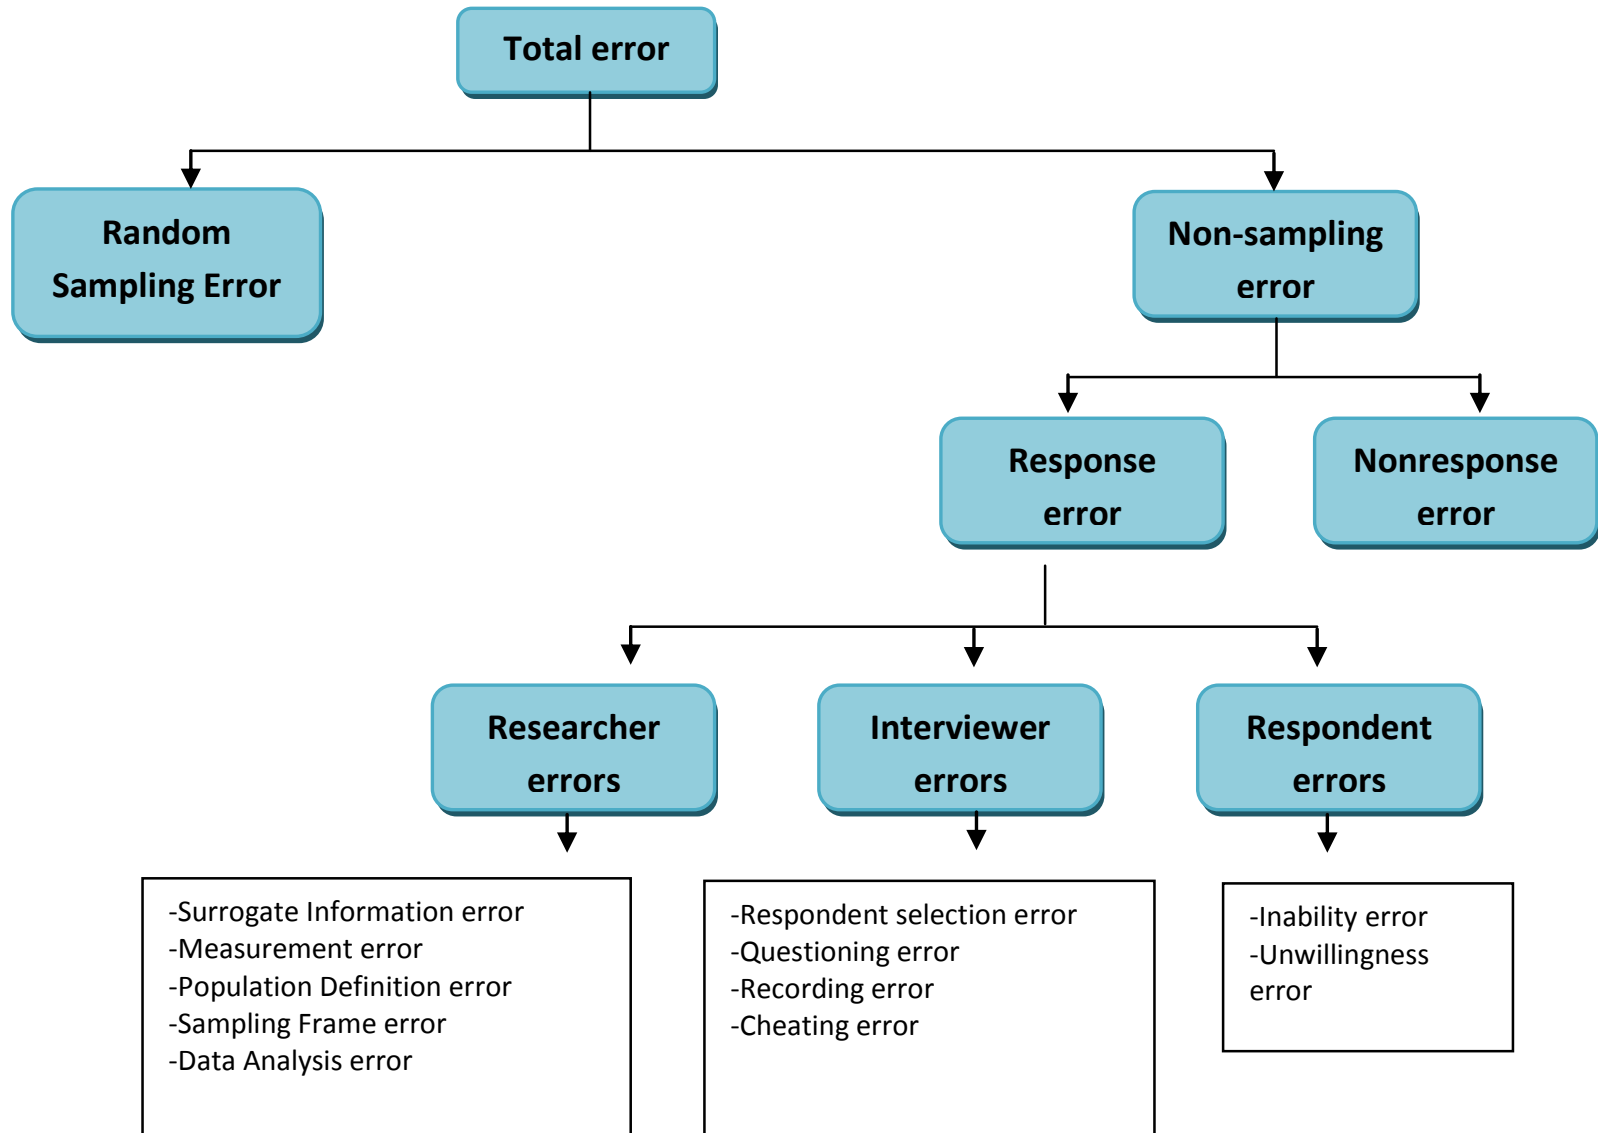 Total error
Random
Sampling Error
Non-sampling
error
Response
error
Nonresponse
error
Researcher
errors
Interviewer
errors
Respondent
errors
-Surrogate Information error
-Measurement error
-Population Definition error
-Sampling Frame error
-Data Analysis error
-Respondent selection error
-Questioning error
-Recording error
-Cheating error
-Inability error
-Unwillingness
error